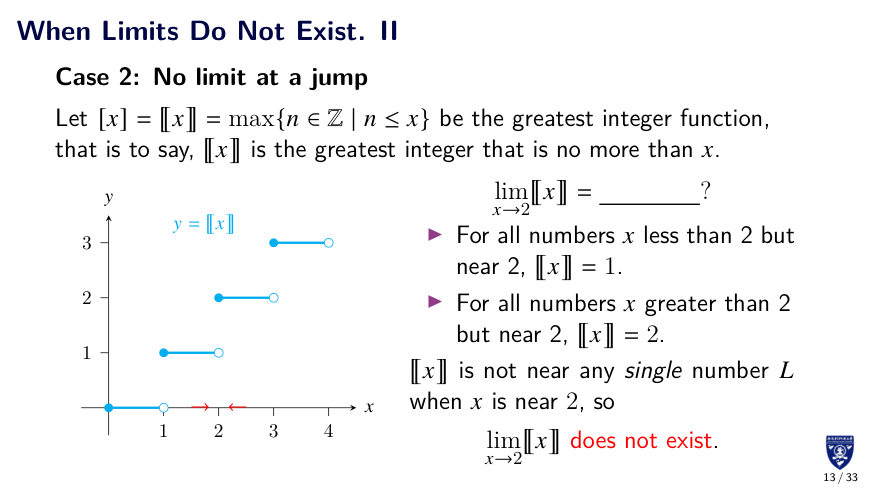 When Limits Do Not Exist. II
Case 2: No limit at a jump
Let [x] = ⟦x⟧ = max{n ∈ ℤ | n ≤ x} be the greatest integer function,
that is to say, ⟦x⟧ is the greatest integer that is no more than x.
y
y = ⟦x⟧
3
2
1
x
1 2 3 4
lim x→2 ⟦x⟧ = ________?
▶ For all numbers x less than 2 but
near 2, ⟦x⟧ = 1.
▶ For all numbers x greater than 2
but near 2, ⟦x⟧ = 2.
⟦x⟧ is not near any single number L
when x is near 2, so
lim x→2 ⟦x⟧ does not exist.
13 / 33